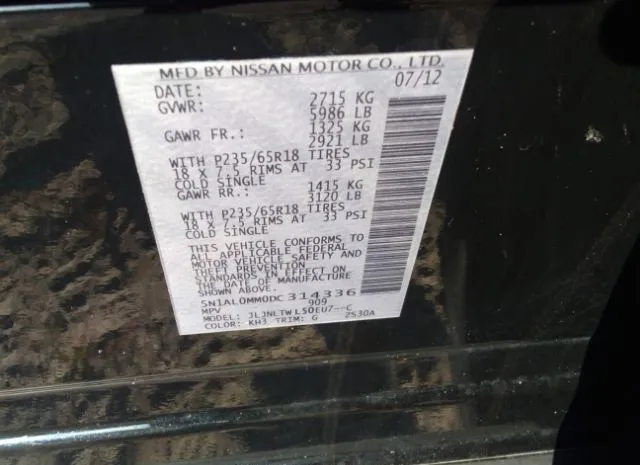 MFD BY NISSAN MOTOR CO., LTD.
DATE: 07/12
GVWR: 2715 KG
5986 LB
GAWR FR.: 1325 KG
2921 LB
WITH P235/65R18 TIRES
18 X 7.5 RIMS AT 33 PSI
COLD SINGLE
GAWR RR.: 1415 KG
3120 LB
WITH P235/65R18 TIRES
18 X 7.5 RIMS AT 33 PSI
COLD SINGLE
THIS VEHICLE CONFORMS TO
ALL APPLICABLE FEDERAL
MOTOR VEHICLE SAFETY AND
THEFT PREVENTION
STANDARDS IN EFFECT ON
THE DATE OF MANUFACTURE
SHOWN ABOVE.
5N1AL0MM0DC314336
MPV 909
MODEL: JLJNLTWL50EU7--C
COLOR: KH3 TRIM: G ZS30A